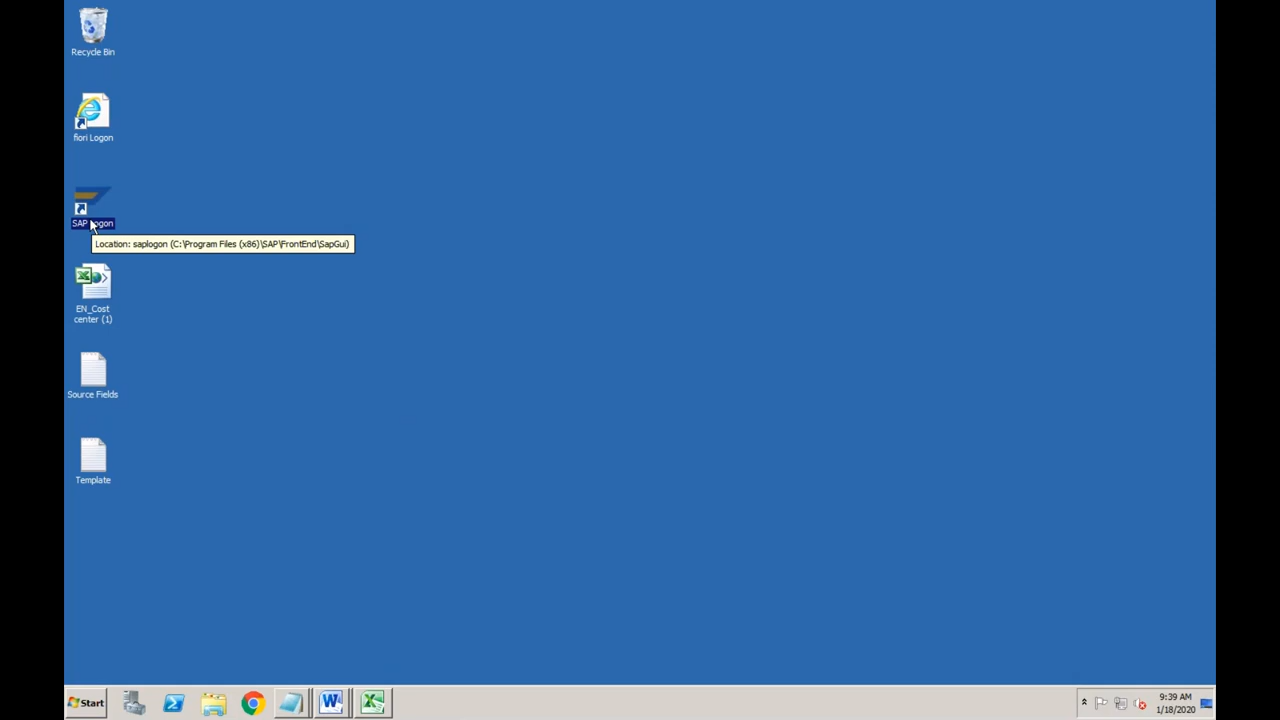 Recycle Bin
fiori Logon
SAP Logon
Location: saplogon (C:\Program Files (x86)\SAP\FrontEnd\SapGui)
EN_Cost
center (1)
Source Fields
Template
Start
9:39 AM
1/18/2020